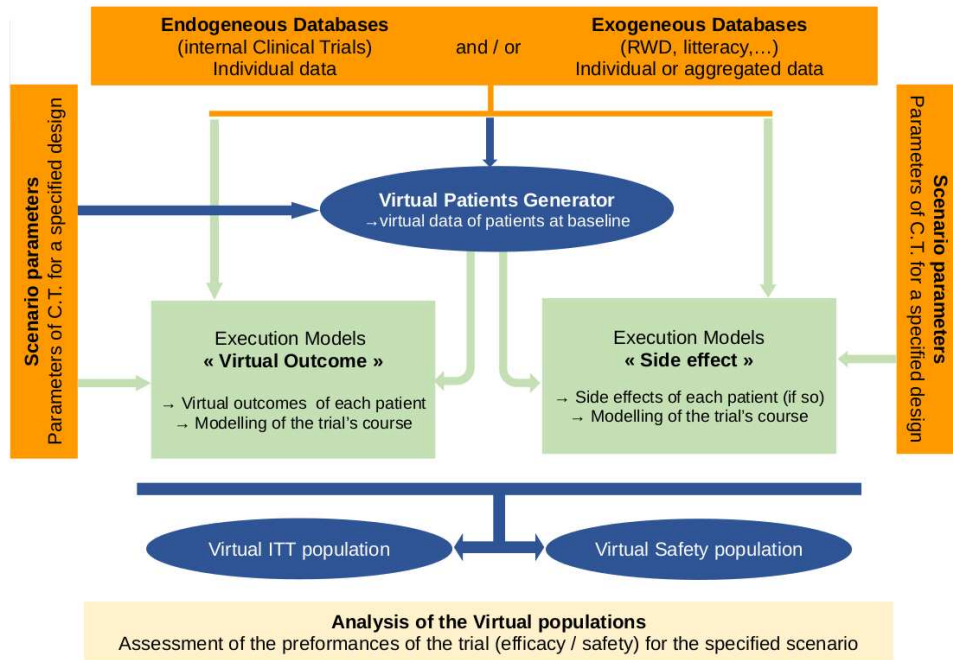 Endogeneous Databases
(internal Clinical Trials)
Individual data
and / or
Exogeneous Databases
(RWD, litteracy,…)
Individual or aggregated data
Scenario parameters
Parameters of C.T. for a specified design
Scenario parameters
Parameters of C.T. for a specified design
Virtual Patients Generator
→virtual data of patients at baseline
Execution Models
« Virtual Outcome »
→ Virtual outcomes of each patient
→ Modelling of the trial's course
Execution Models
« Side effect »
→ Side effects of each patient (if so)
→ Modelling of the trial's course
Virtual ITT population
Virtual Safety population
Analysis of the Virtual populations
Assessment of the preformances of the trial (efficacy / safety) for the specified scenario